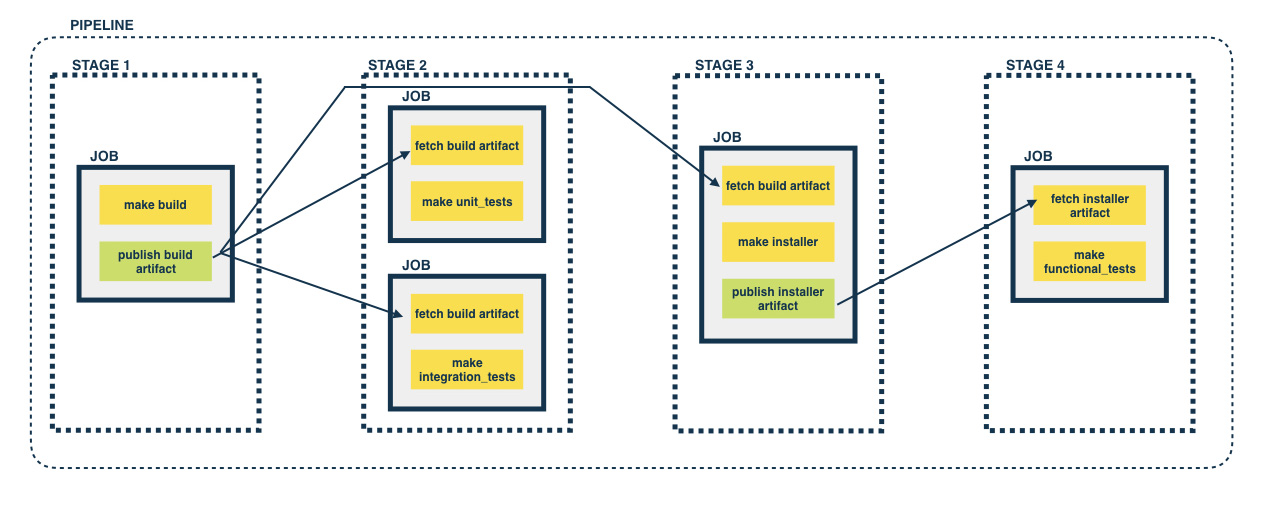 PIPELINE
STAGE 1
JOB
make build
publish build
artifact
STAGE 2
JOB
fetch build artifact
make unit_tests
JOB
fetch build artifact
make
integration_tests
STAGE 3
JOB
fetch build artifact
make installer
publish installer
artifact
STAGE 4
JOB
fetch installer
artifact
make
functional_tests